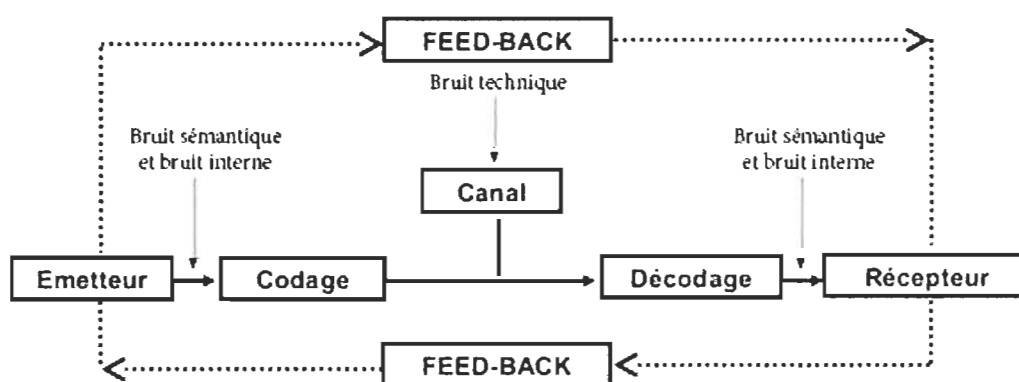 FEED-BACK
Bruit technique
Bruit sémantique
et bruit interne
Bruit sémantique
et bruit interne
Canal
Emetteur
Codage
Décodage
Récepteur
FEED-BACK